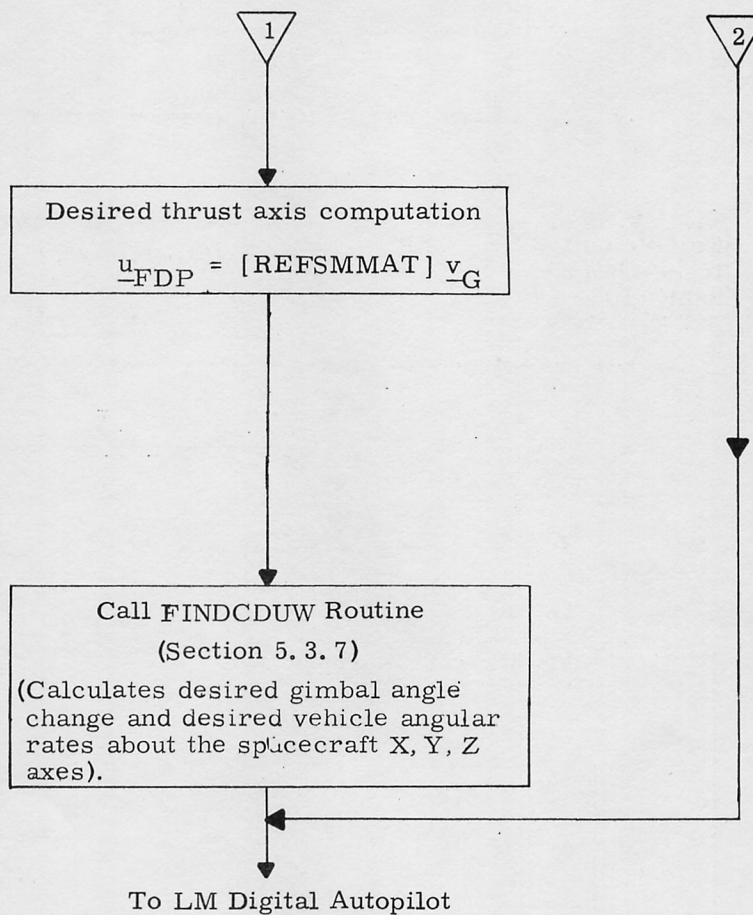 1
2
Desired thrust axis computation
u_FDP = [REFSMMAT] v_G
Call FINDCDUW Routine
(Section 5.3.7)
(Calculates desired gimbal angle
change and desired vehicle angular
rates about the splicecraft X, Y, Z
axes).
To LM Digital Autopilot